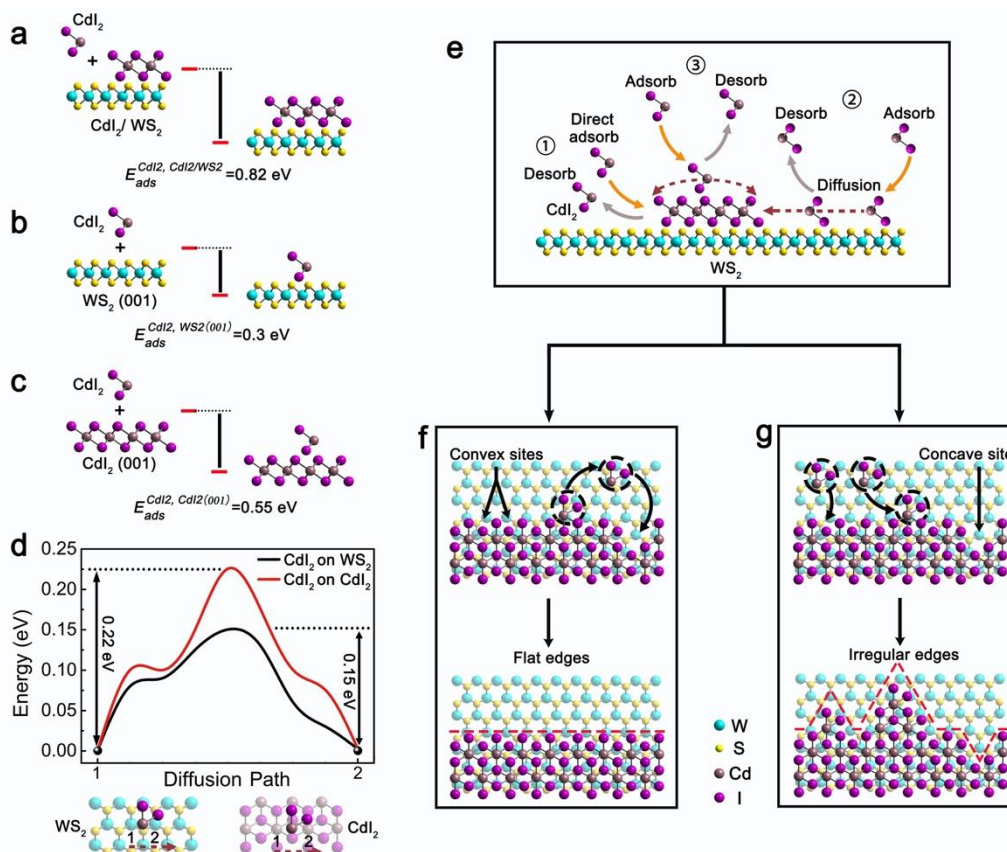 a
CdI2
+
CdI2/ WS2
Eads^CdI2, CdI2/WS2=0.82 eV
b
CdI2
+
WS2 (001)
Eads^CdI2, WS2(001)=0.3 eV
c
CdI2
+
CdI2 (001)
Eads^CdI2, CdI2(001)=0.55 eV
d
Energy (eV)
0.25
0.20
0.15
0.10
0.05
0.00
CdI2 on WS2
CdI2 on CdI2
0.22 eV
0.15 eV
1
2
Diffusion Path
WS2
1 2
1 2
CdI2
e
①
Desorb
Direct
adsorb
CdI2
③
Adsorb
Desorb
②
Desorb
Adsorb
Diffusion
WS2
f
Convex sites
Flat edges
g
Concave site
Irregular edges
W
S
Cd
I